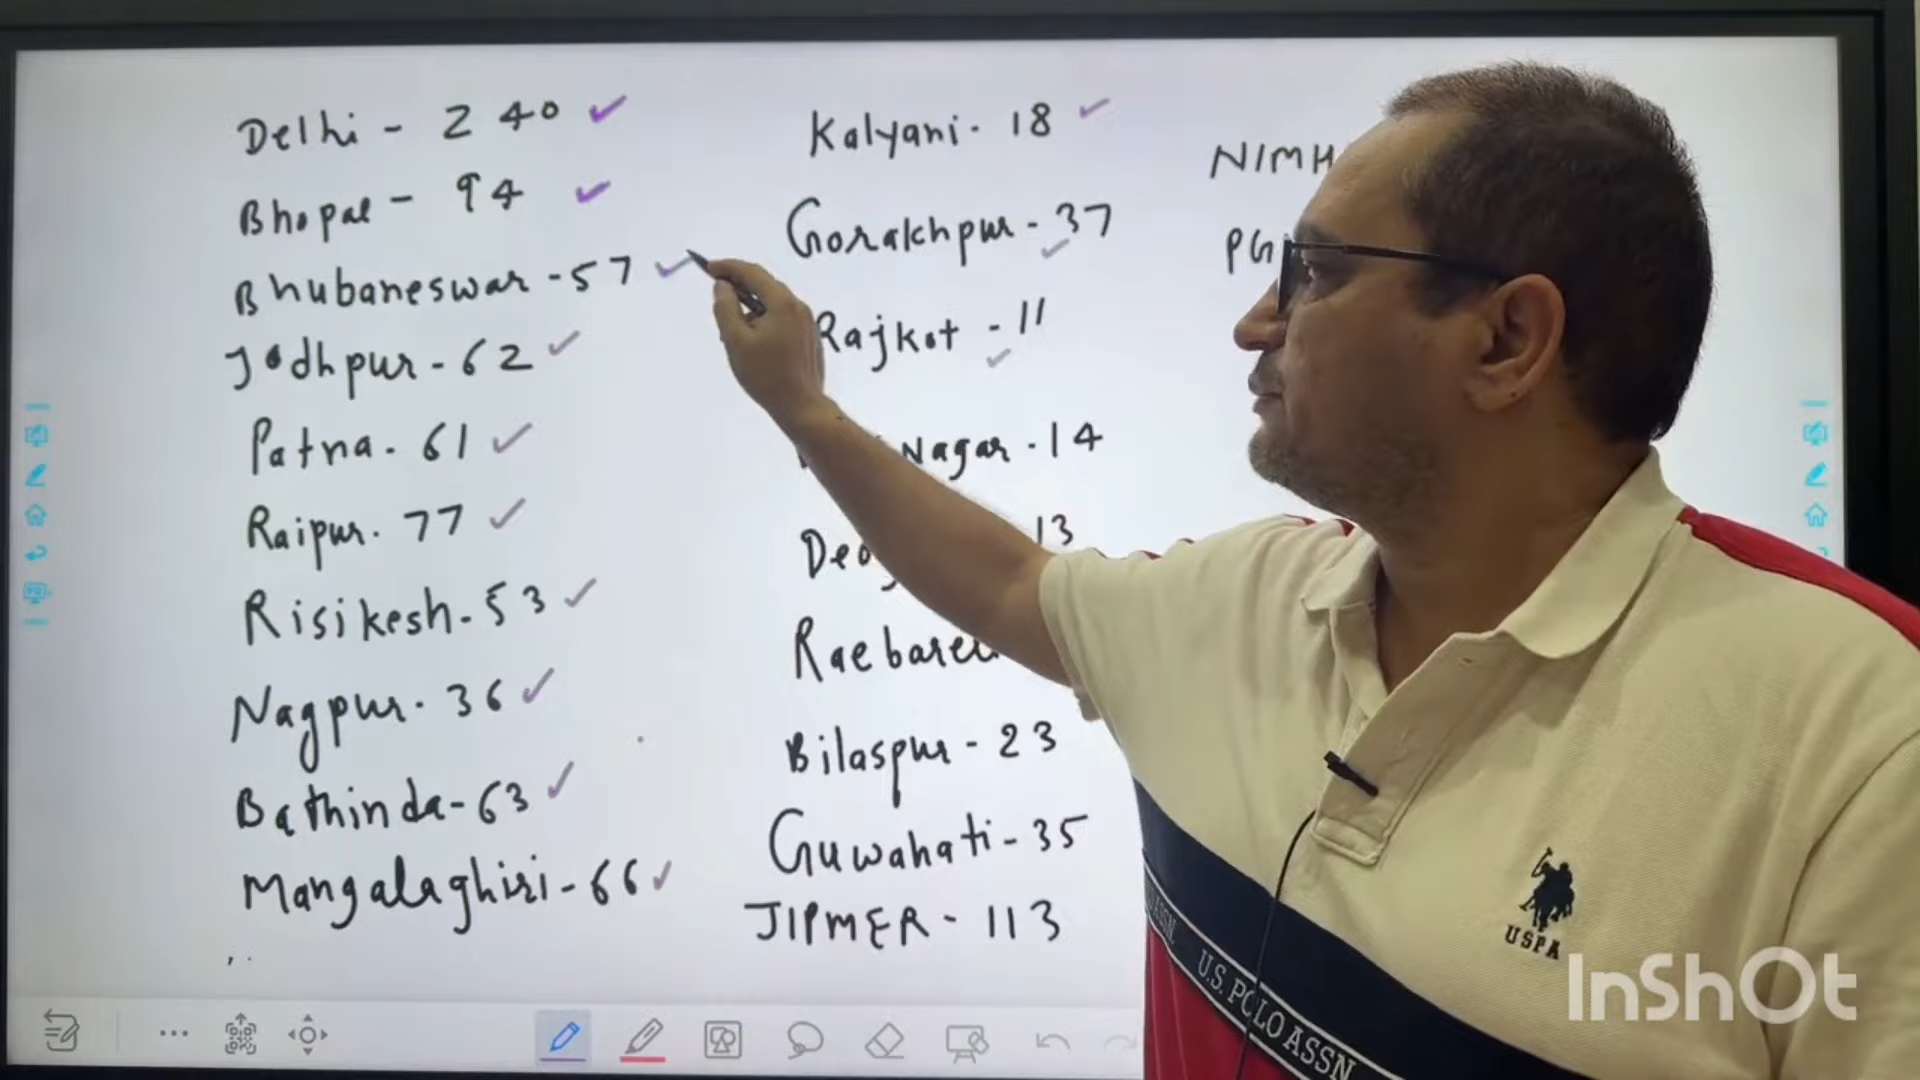 Delhi - 240 ✓
Bhopal - 94 ✓
Bhubaneswar - 57 ✓
Jodhpur - 62 ✓
Patna - 61 ✓
Raipur - 77 ✓
Risikesh - 53 ✓
Nagpur - 36 ✓
Bathinda - 63 ✓
Mangalaghiri - 66 ✓
Kalyani - 18 ✓
Gorakhpur - 37 ✓
Rajkot - 11 ✓
Nagar - 14
13
Bilaspur - 23
Guwahati - 35
JIPMER - 113
USPA
U.S. POLO ASSN
InShOt